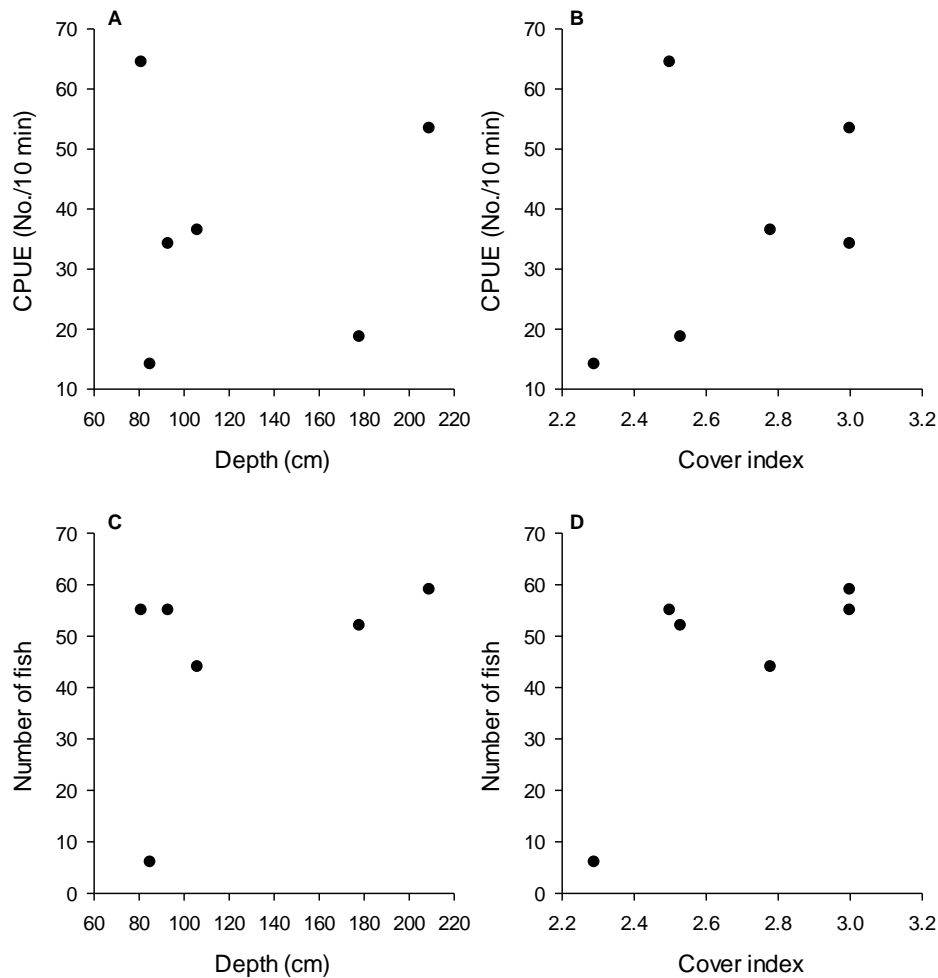 A
70
60
50
40
30
20
10
CPUE (No./10 min)
60 80 100 120 140 160 180 200 220
Depth (cm)
B
70
60
50
40
30
20
10
CPUE (No./10 min)
2.2 2.4 2.6 2.8 3.0 3.2
Cover index
C
70
60
50
40
30
20
10
0
Number of fish
60 80 100 120 140 160 180 200 220
Depth (cm)
D
70
60
50
40
30
20
10
0
Number of fish
2.2 2.4 2.6 2.8 3.0 3.2
Cover index